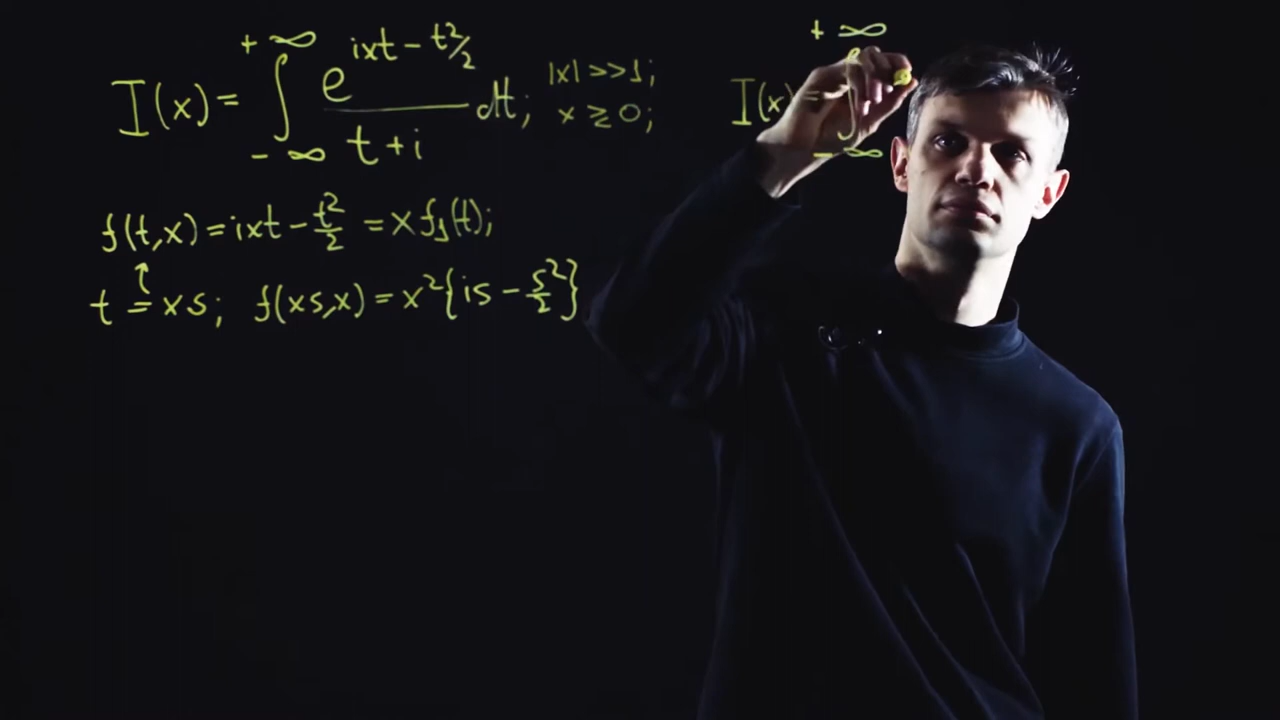 I(x) = ∫_{-∞}^{+∞} e^{ixt - t²/2} / (t+i) dt; |x| >> 1; x ≥ 0;
f(t,x) = ixt - t²/2 = x f₁(t);
t = xs; f(xs,x) = x²{is - s²/2}
I(x) = ∫_{-∞}^{+∞}